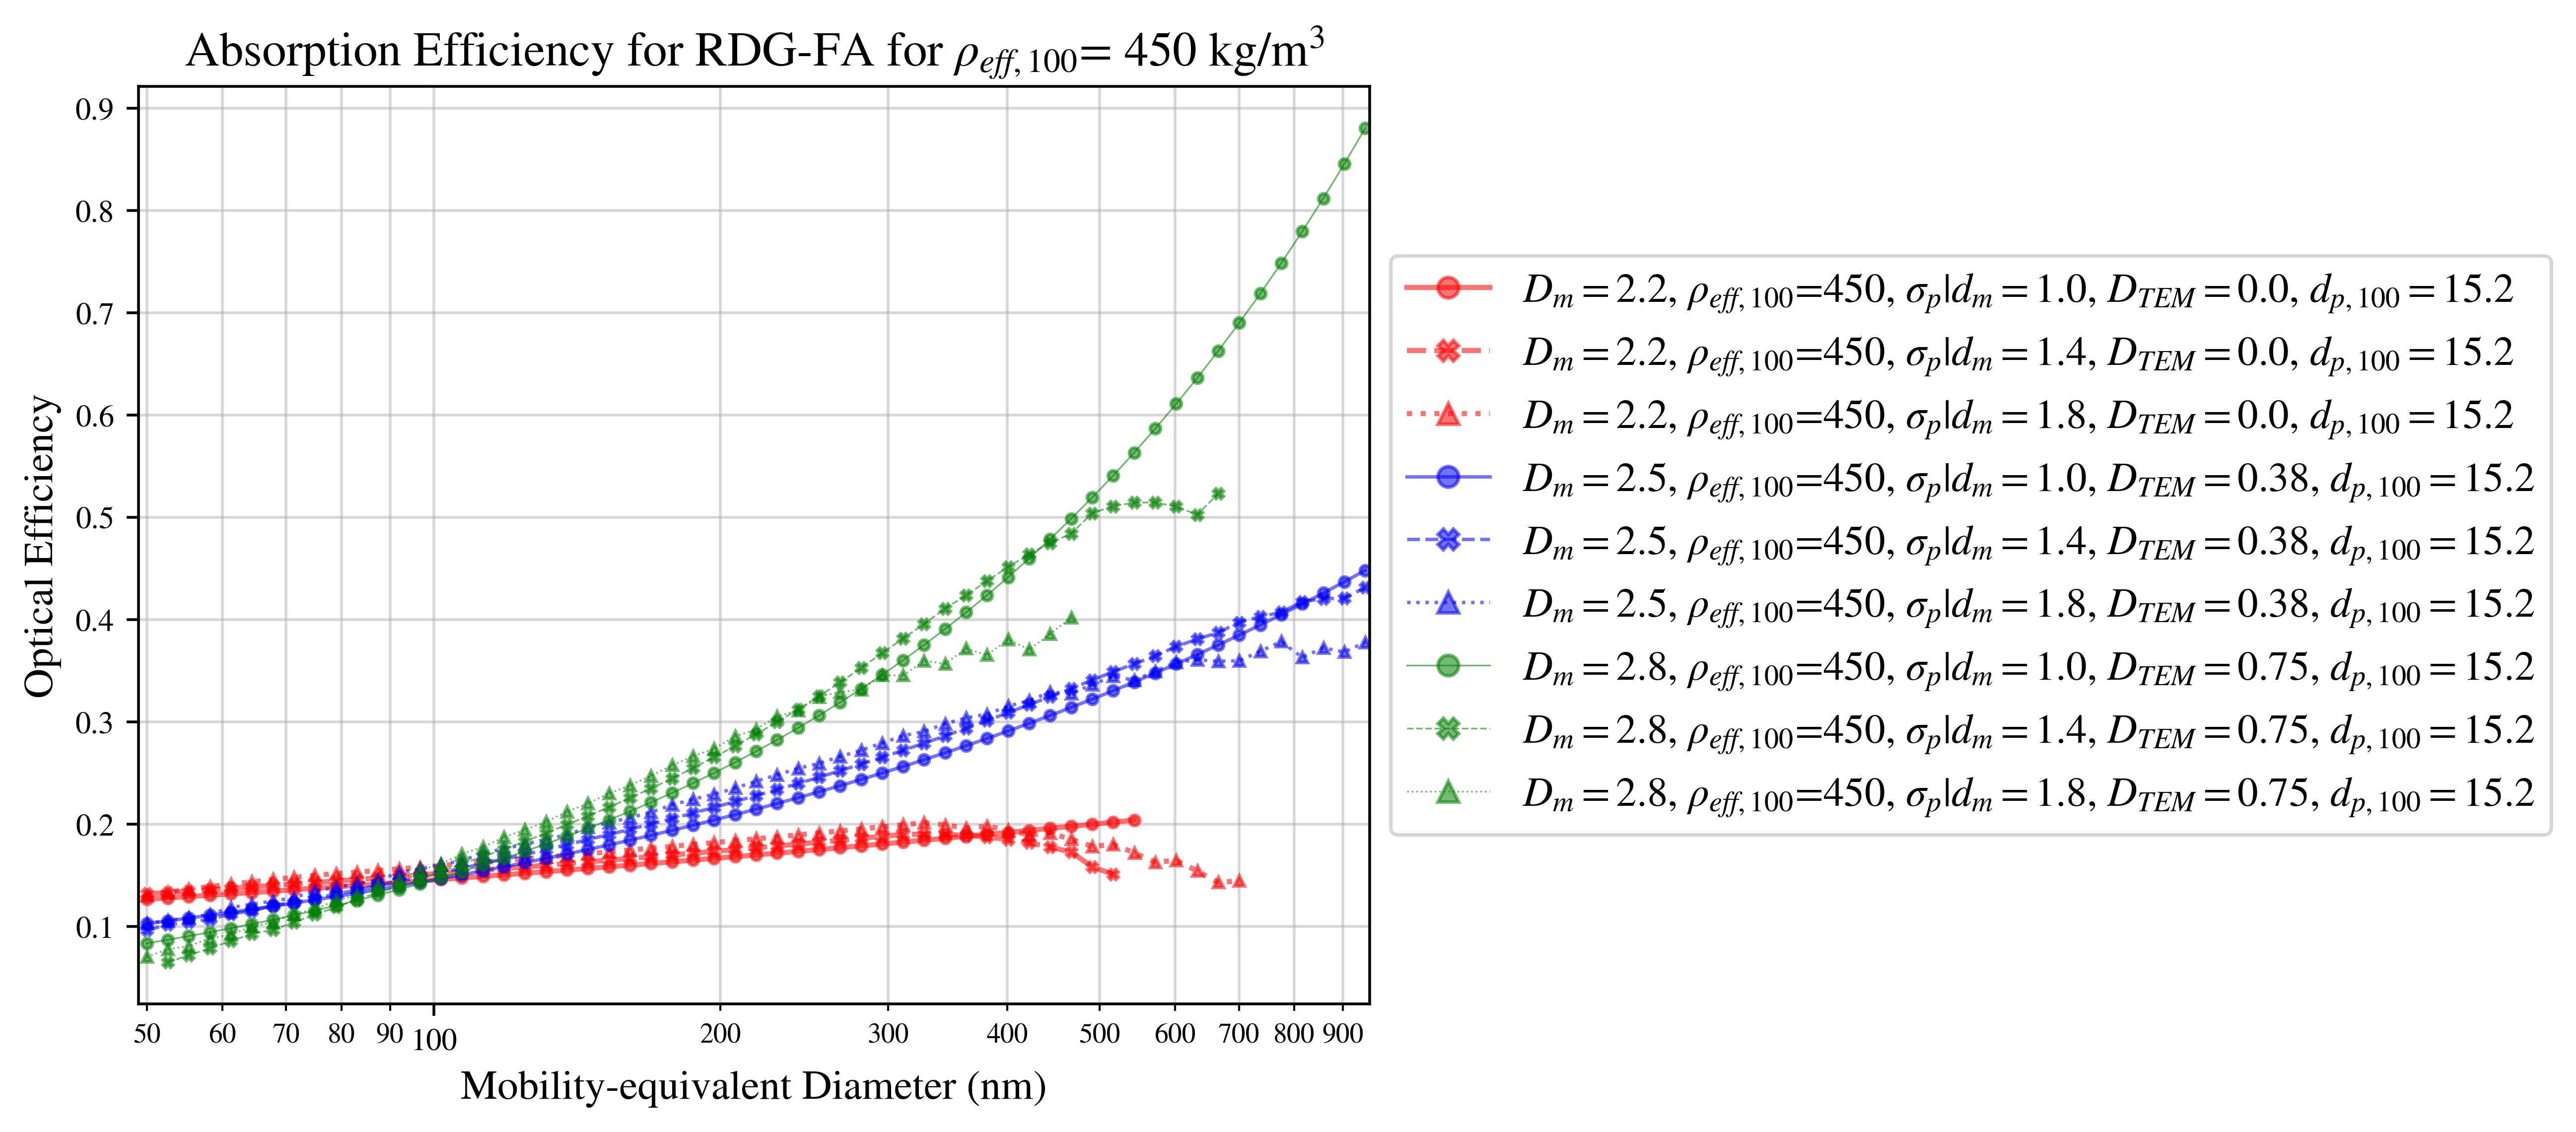 Absorption Efficiency for RDG-FA for ρ_eff,100= 450 kg/m³
Optical Efficiency
0.9
0.8
0.7
0.6
0.5
0.4
0.3
0.2
0.1
50 60 70 80 90 100 200 300 400 500 600 700 800 900
Mobility-equivalent Diameter (nm)
D_m = 2.2, ρ_eff,100=450, σ_p|d_m = 1.0, D_TEM = 0.0, d_p,100 = 15.2
D_m = 2.2, ρ_eff,100=450, σ_p|d_m = 1.4, D_TEM = 0.0, d_p,100 = 15.2
D_m = 2.2, ρ_eff,100=450, σ_p|d_m = 1.8, D_TEM = 0.0, d_p,100 = 15.2
D_m = 2.5, ρ_eff,100=450, σ_p|d_m = 1.0, D_TEM = 0.38, d_p,100 = 15.2
D_m = 2.5, ρ_eff,100=450, σ_p|d_m = 1.4, D_TEM = 0.38, d_p,100 = 15.2
D_m = 2.5, ρ_eff,100=450, σ_p|d_m = 1.8, D_TEM = 0.38, d_p,100 = 15.2
D_m = 2.8, ρ_eff,100=450, σ_p|d_m = 1.0, D_TEM = 0.75, d_p,100 = 15.2
D_m = 2.8, ρ_eff,100=450, σ_p|d_m = 1.4, D_TEM = 0.75, d_p,100 = 15.2
D_m = 2.8, ρ_eff,100=450, σ_p|d_m = 1.8, D_TEM = 0.75, d_p,100 = 15.2